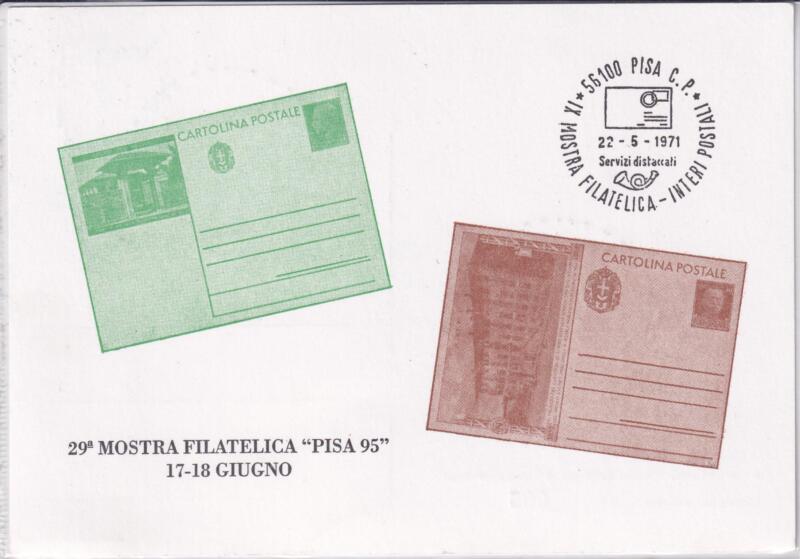 CARTOLINA POSTALE
★ 56100 PISA C.P. ★
IX MOSTRA FILATELICA - INTERI POSTALI
22 - 5 - 1971
Servizi distaccati
CARTOLINA POSTALE
29ª MOSTRA FILATELICA “PISA 95”
17-18 GIUGNO